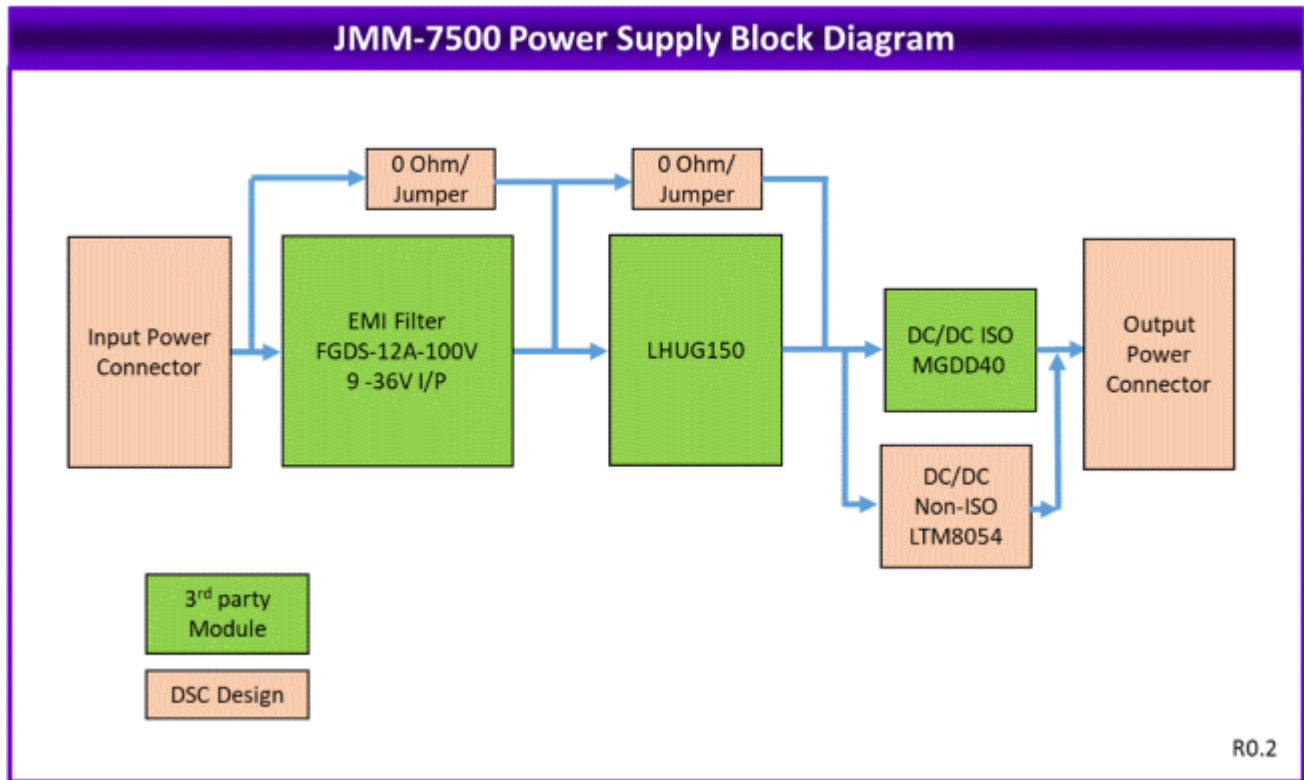 JMM-7500 Power Supply Block Diagram
0 Ohm/
Jumper
0 Ohm/
Jumper
Input Power
Connector
EMI Filter
FGDS-12A-100V
9 -36V I/P
LHUG150
DC/DC ISO
MGDD40
Output
Power
Connector
DC/DC
Non-ISO
LTM8054
3rd party
Module
DSC Design
R0.2